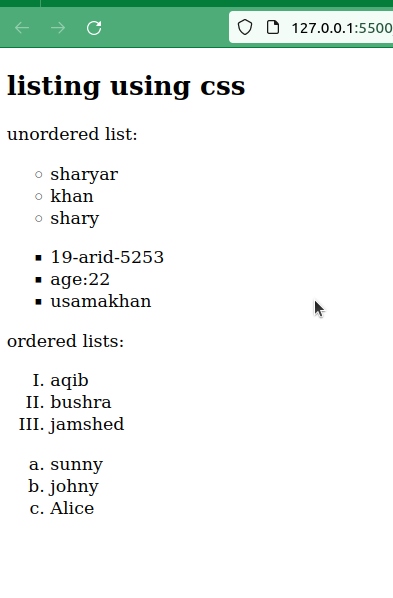 127.0.0.1:5500
listing using css
unordered list:
sharyar
khan
shary
19-arid-5253
age:22
usamakhan
ordered lists:
I. aqib
II. bushra
III. jamshed
a. sunny
b. johny
c. Alice